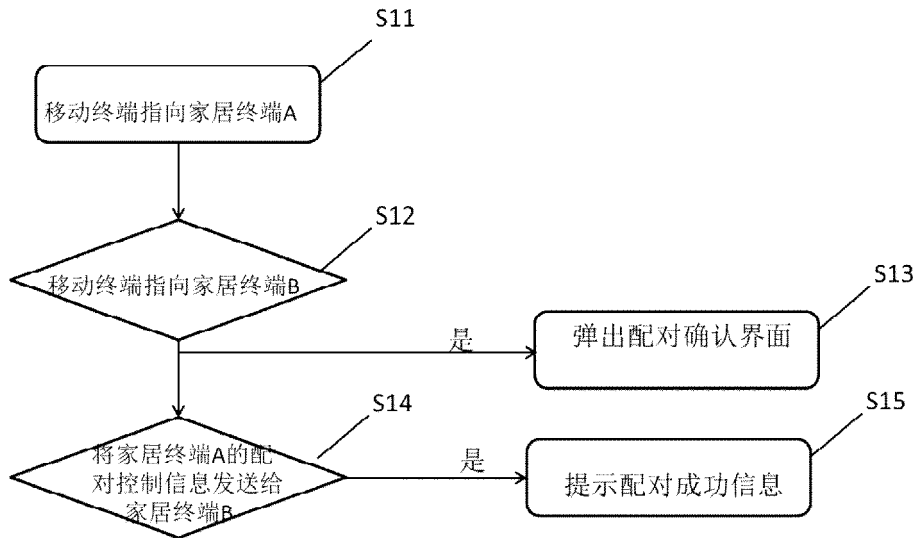 S11
移动终端指向家居终端A
S12
移动终端指向家居终端B
S13
是
弹出配对确认界面
S14
S15
将家居终端A的配
对控制信息发送给
家居终端B
是
提示配对成功信息